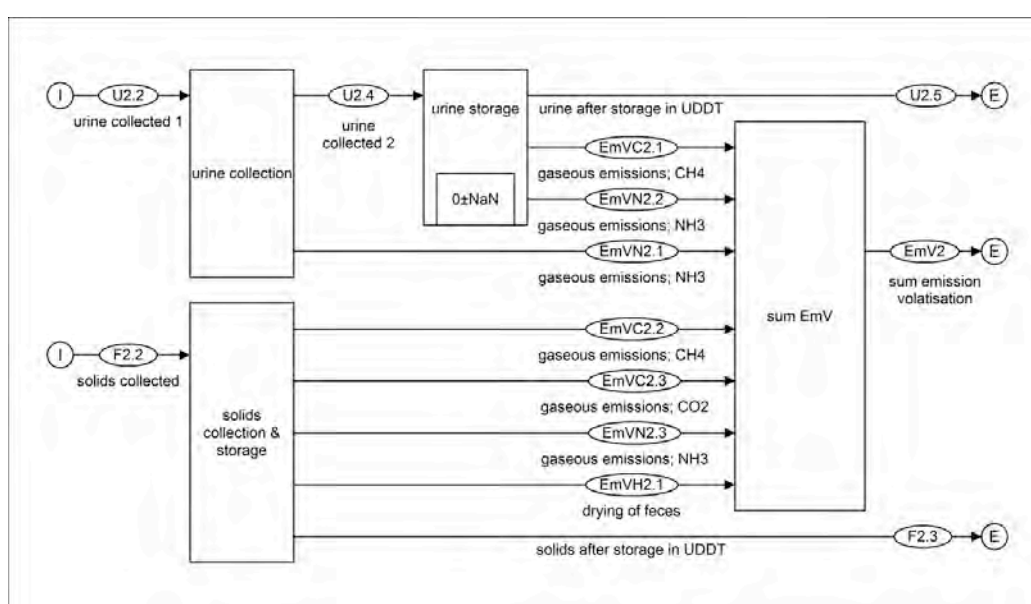 I
U2.2
urine collected 1
urine collection
U2.4
urine
collected 2
urine storage
0±NaN
urine after storage in UDDT
U2.5
E
EmVC2.1
gaseous emissions; CH4
EmVN2.2
gaseous emissions; NH3
EmVN2.1
gaseous emissions; NH3
sum EmV
EmV2
E
sum emission
volatisation
I
F2.2
solids collected
solids
collection &
storage
EmVC2.2
gaseous emissions; CH4
EmVC2.3
gaseous emissions; CO2
EmVN2.3
gaseous emissions; NH3
EmVH2.1
drying of feces
solids after storage in UDDT
F2.3
E